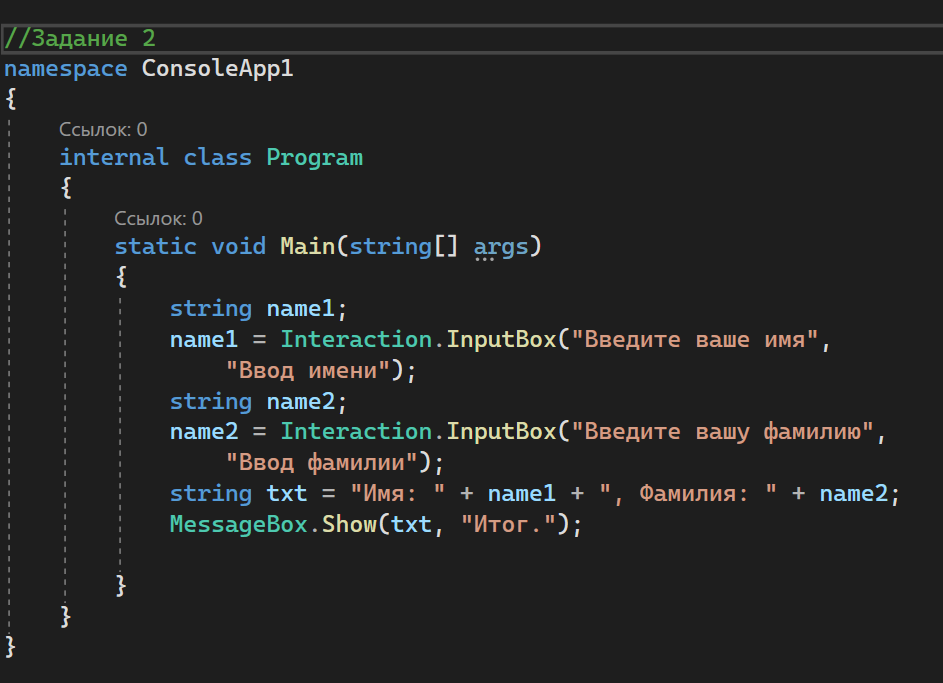 //Задание 2
namespace ConsoleApp1
{
Ссылок: 0
internal class Program
{
Ссылок: 0
static void Main(string[] args)
{
string name1;
name1 = Interaction.InputBox("Введите ваше имя",
"Ввод имени");
string name2;
name2 = Interaction.InputBox("Введите вашу фамилию",
"Ввод фамилии");
string txt = "Имя: " + name1 + ", Фамилия: " + name2;
MessageBox.Show(txt, "Итог.");
}
}
}